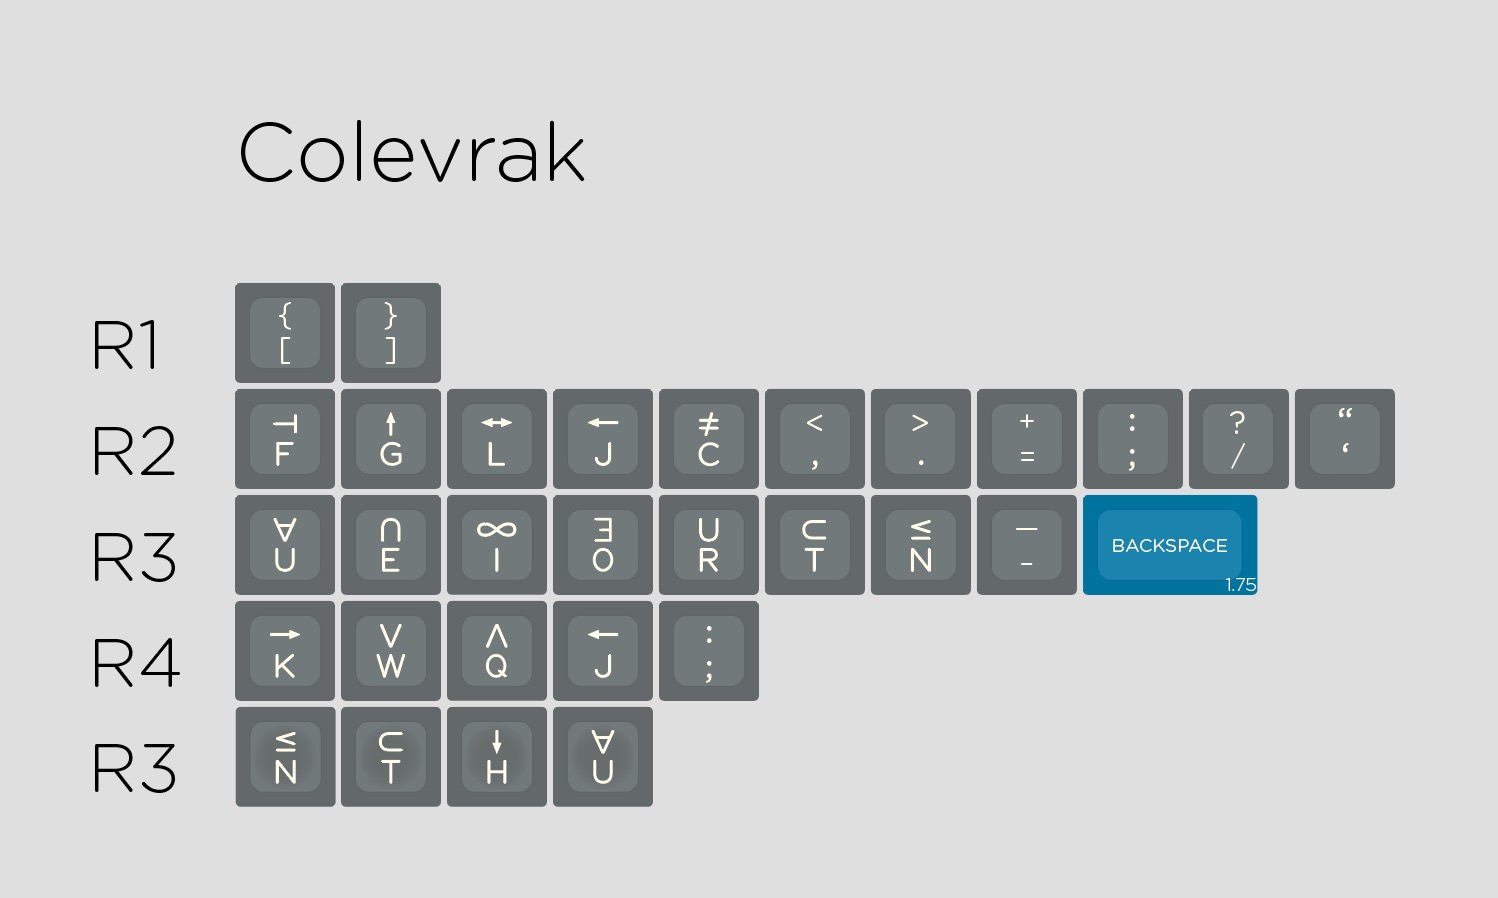 Colevrak
R1 { }
[ ]
R2 ⊣ ↑ ↔ ← ≠ < > + : ? “
F G L J C , . = ; / ‘
R3 ∀ ∩ ∞ ∃ U ⊂ ≤ —
U E I O R T N - BACKSPACE
1.75
R4 → ∨ ∧ ← :
K W Q J ;
R3 ≤ ⊂ ↓ ∀
N T H U